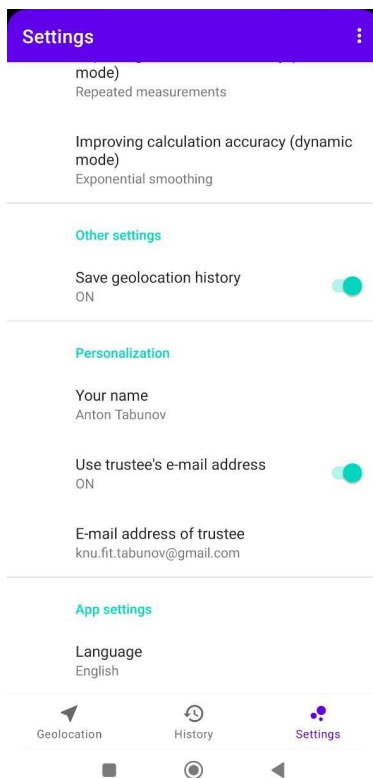 Settings
mode)
Repeated measurements
Improving calculation accuracy (dynamic
mode)
Exponential smoothing
Other settings
Save geolocation history
ON
Personalization
Your name
Anton Tabunov
Use trustee's e-mail address
ON
E-mail address of trustee
knu.fit.tabunov@gmail.com
App settings
Language
English
Geolocation
History
Settings